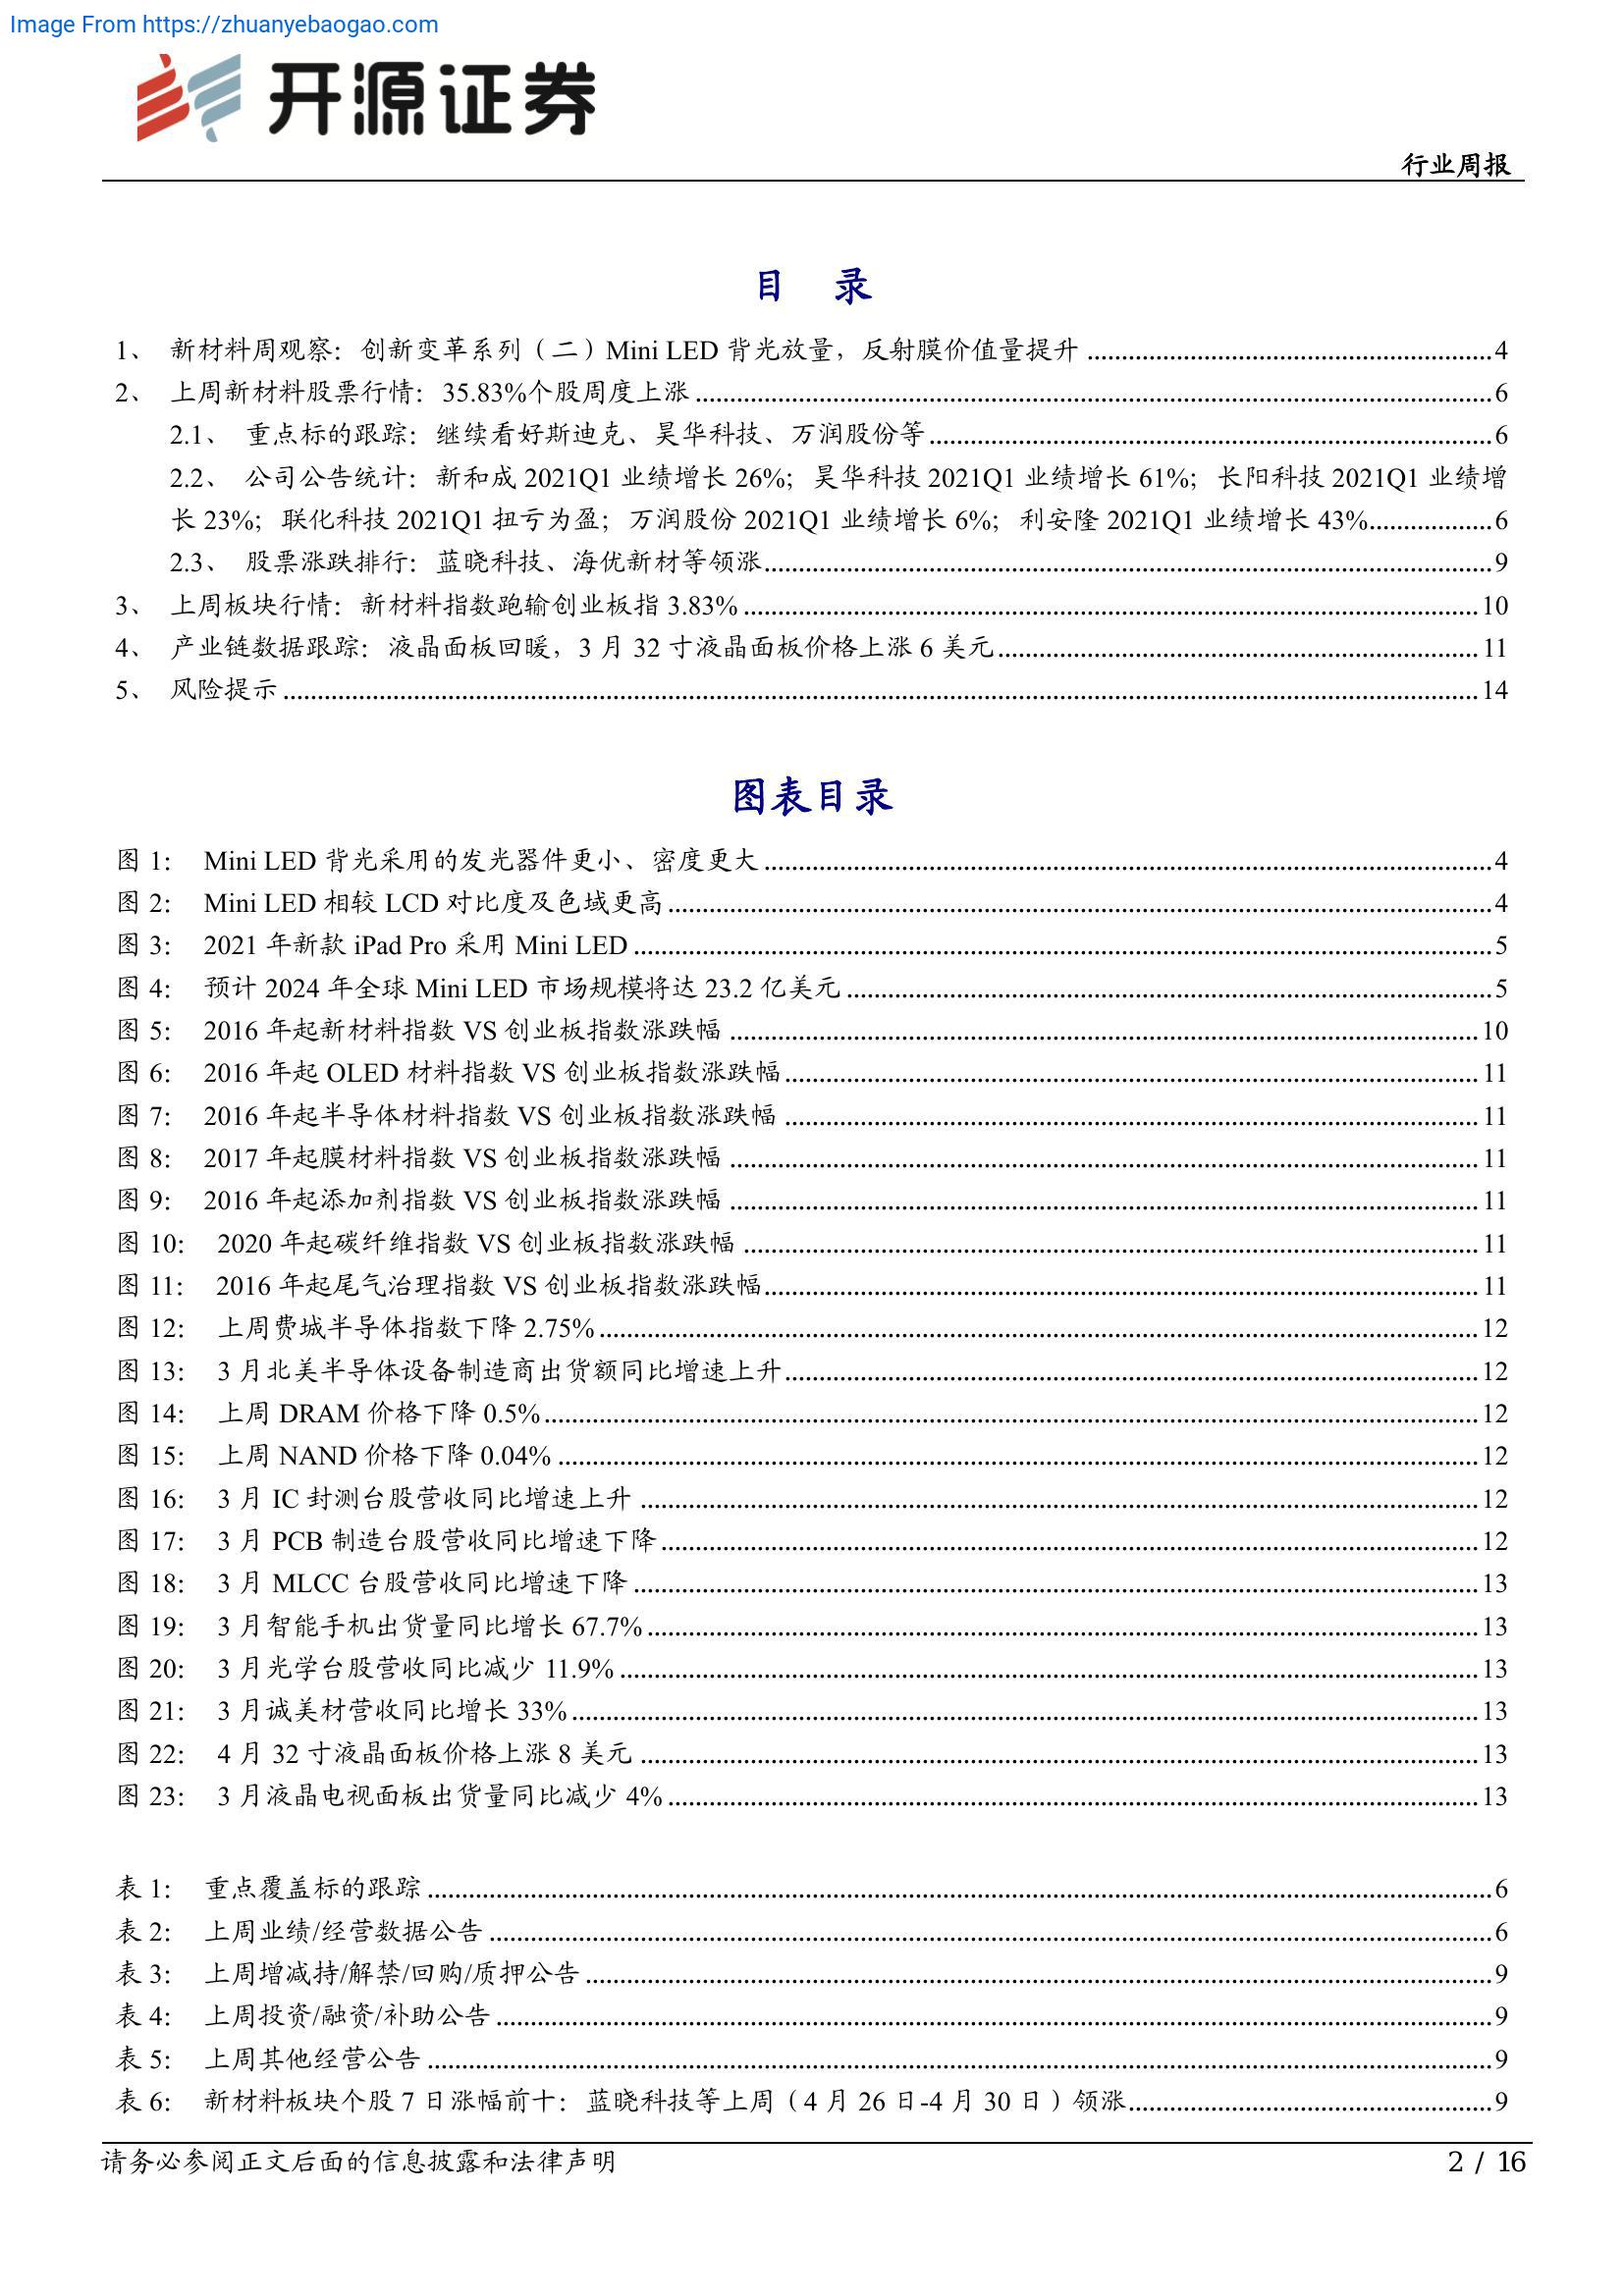 Image From https://zhuanyebaogao.com
开源证券
行业周报
目 录
1、 新材料周观察：创新变革系列（二）Mini LED 背光放量，反射膜价值量提升 ........ 4
2、 上周新材料股票行情：35.83%个股周度上涨 ........ 6
2.1、 重点标的跟踪：继续看好斯迪克、昊华科技、万润股份等 ........ 6
2.2、 公司公告统计：新和成 2021Q1 业绩增长 26%；昊华科技 2021Q1 业绩增长 61%；长阳科技 2021Q1 业绩增
长 23%；联化科技 2021Q1 扭亏为盈；万润股份 2021Q1 业绩增长 6%；利安隆 2021Q1 业绩增长 43% ........ 6
2.3、 股票涨跌排行：蓝晓科技、海优新材等领涨 ........ 9
3、 上周板块行情：新材料指数跑输创业板指 3.83% ........ 10
4、 产业链数据跟踪：液晶面板回暖，3 月 32 寸液晶面板价格上涨 6 美元 ........ 11
5、 风险提示 ........ 14
图表目录
图 1： Mini LED 背光采用的发光器件更小、密度更大 ........ 4
图 2： Mini LED 相较 LCD 对比度及色域更高 ........ 4
图 3： 2021 年新款 iPad Pro 采用 Mini LED ........ 5
图 4： 预计 2024 年全球 Mini LED 市场规模将达 23.2 亿美元 ........ 5
图 5： 2016 年起新材料指数 VS 创业板指数涨跌幅 ........ 10
图 6： 2016 年起 OLED 材料指数 VS 创业板指数涨跌幅 ........ 11
图 7： 2016 年起半导体材料指数 VS 创业板指数涨跌幅 ........ 11
图 8： 2017 年起膜材料指数 VS 创业板指数涨跌幅 ........ 11
图 9： 2016 年起添加剂指数 VS 创业板指数涨跌幅 ........ 11
图 10： 2020 年起碳纤维指数 VS 创业板指数涨跌幅 ........ 11
图 11： 2016 年起尾气治理指数 VS 创业板指数涨跌幅 ........ 11
图 12： 上周费城半导体指数下降 2.75% ........ 12
图 13： 3 月北美半导体设备制造商出货额同比增速上升 ........ 12
图 14： 上周 DRAM 价格下降 0.5% ........ 12
图 15： 上周 NAND 价格下降 0.04% ........ 12
图 16： 3 月 IC 封测台股营收同比增速上升 ........ 12
图 17： 3 月 PCB 制造台股营收同比增速下降 ........ 12
图 18： 3 月 MLCC 台股营收同比增速下降 ........ 13
图 19： 3 月智能手机出货量同比增长 67.7% ........ 13
图 20： 3 月光学台股营收同比减少 11.9% ........ 13
图 21： 3 月诚美材营收同比增长 33% ........ 13
图 22： 4 月 32 寸液晶面板价格上涨 8 美元 ........ 13
图 23： 3 月液晶电视面板出货量同比减少 4% ........ 13
表 1： 重点覆盖标的跟踪 ........ 6
表 2： 上周业绩/经营数据公告 ........ 6
表 3： 上周增减持/解禁/回购/质押公告 ........ 9
表 4： 上周投资/融资/补助公告 ........ 9
表 5： 上周其他经营公告 ........ 9
表 6： 新材料板块个股 7 日涨幅前十：蓝晓科技等上周（4 月 26 日-4 月 30 日）领涨 ........ 9
请务必参阅正文后面的信息披露和法律声明
2 / 16